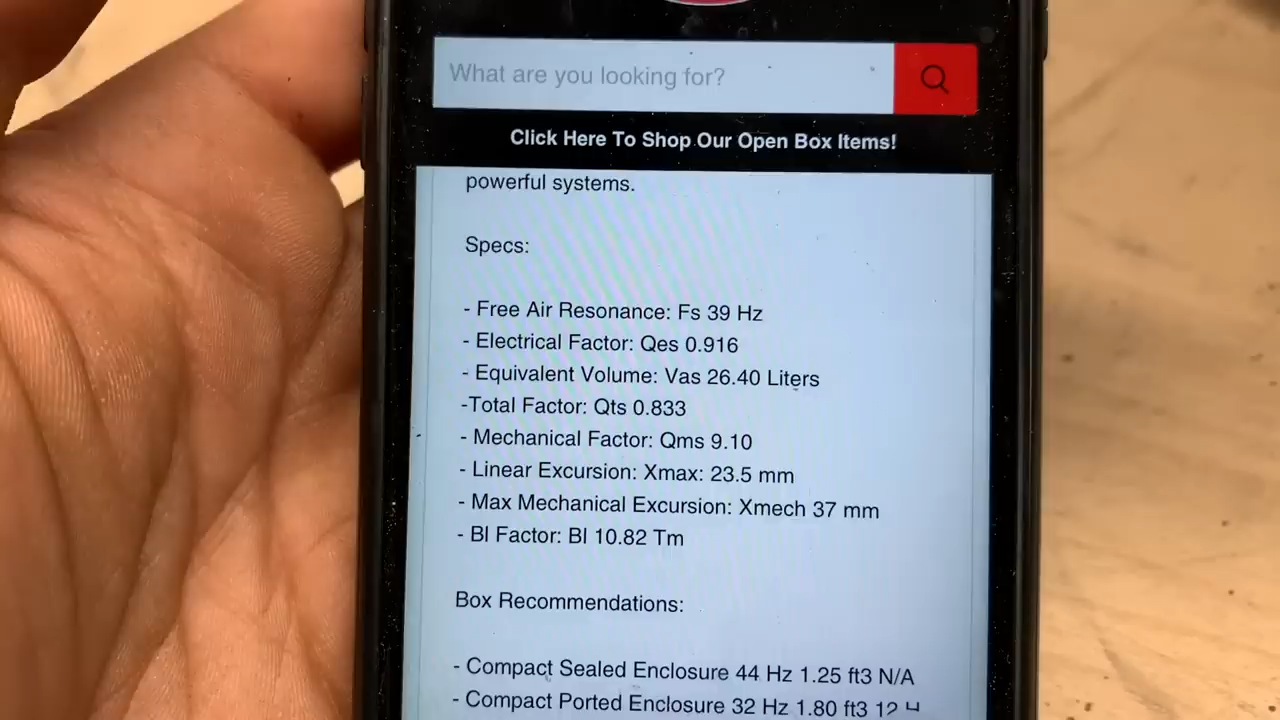 What are you looking for?
Click Here To Shop Our Open Box Items!
powerful systems.
Specs:
- Free Air Resonance: Fs 39 Hz
- Electrical Factor: Qes 0.916
- Equivalent Volume: Vas 26.40 Liters
-Total Factor: Qts 0.833
- Mechanical Factor: Qms 9.10
- Linear Excursion: Xmax: 23.5 mm
- Max Mechanical Excursion: Xmech 37 mm
- Bl Factor: Bl 10.82 Tm
Box Recommendations:
- Compact Sealed Enclosure 44 Hz 1.25 ft3 N/A
- Compact Ported Enclosure 32 Hz 1.80 ft3